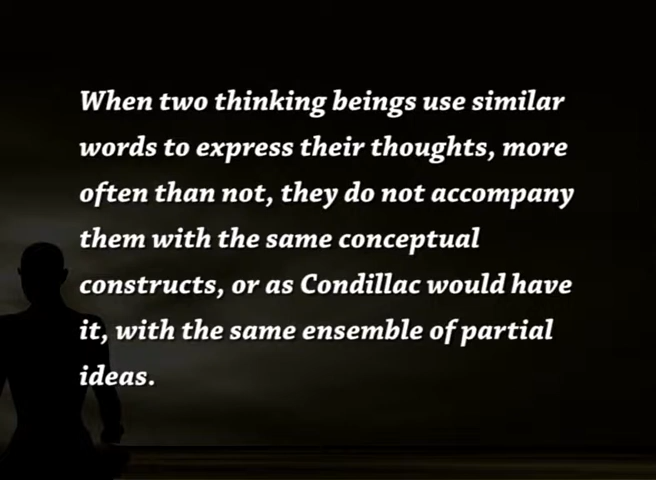 When two thinking beings use similar
words to express their thoughts, more
often than not, they do not accompany
them with the same conceptual
constructs, or as Condillac would have
it, with the same ensemble of partial
ideas.